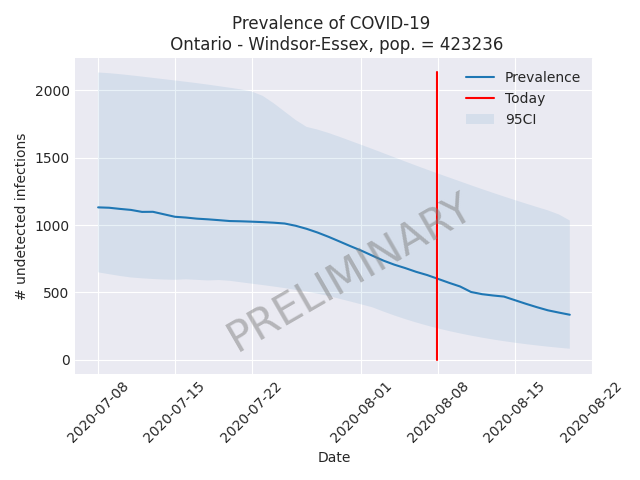 Prevalence of COVID-19
Ontario - Windsor-Essex, pop. = 423236
# undetected infections
2000
1500
1000
500
0
Prevalence
Today
95CI
PRELIMINARY
2020-07-08
2020-07-15
2020-07-22
2020-08-01
2020-08-08
2020-08-15
2020-08-22
Date